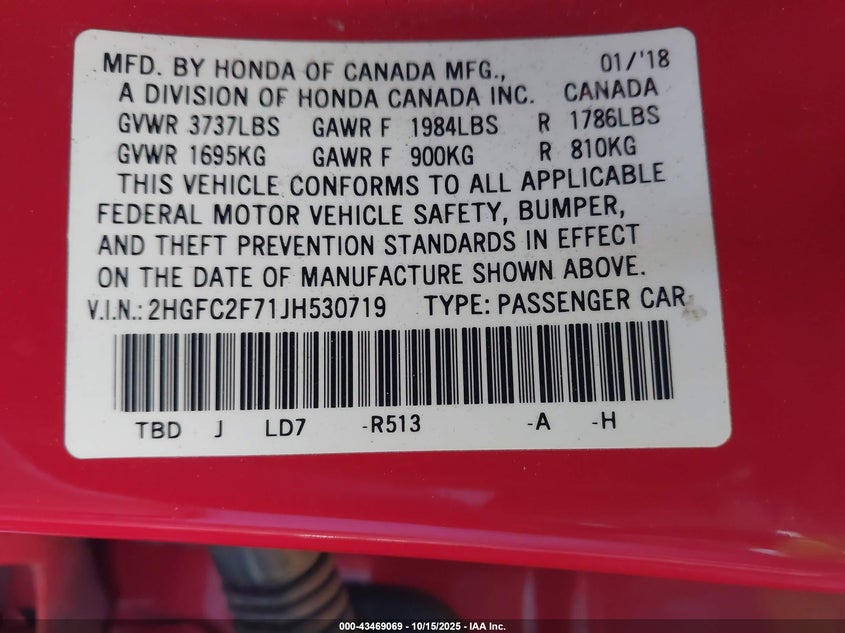 MFD. BY HONDA OF CANADA MFG., 01/'18
A DIVISION OF HONDA CANADA INC. CANADA
GVWR 3737LBS GAWR F 1984LBS R 1786LBS
GVWR 1695KG GAWR F 900KG R 810KG
THIS VEHICLE CONFORMS TO ALL APPLICABLE
FEDERAL MOTOR VEHICLE SAFETY, BUMPER,
AND THEFT PREVENTION STANDARDS IN EFFECT
ON THE DATE OF MANUFACTURE SHOWN ABOVE.
V.I.N.: 2HGFC2F71JH530719 TYPE: PASSENGER CAR
TBD J LD7 -R513 -A -H
000-43469069 - 10/15/2025 - IAA Inc.